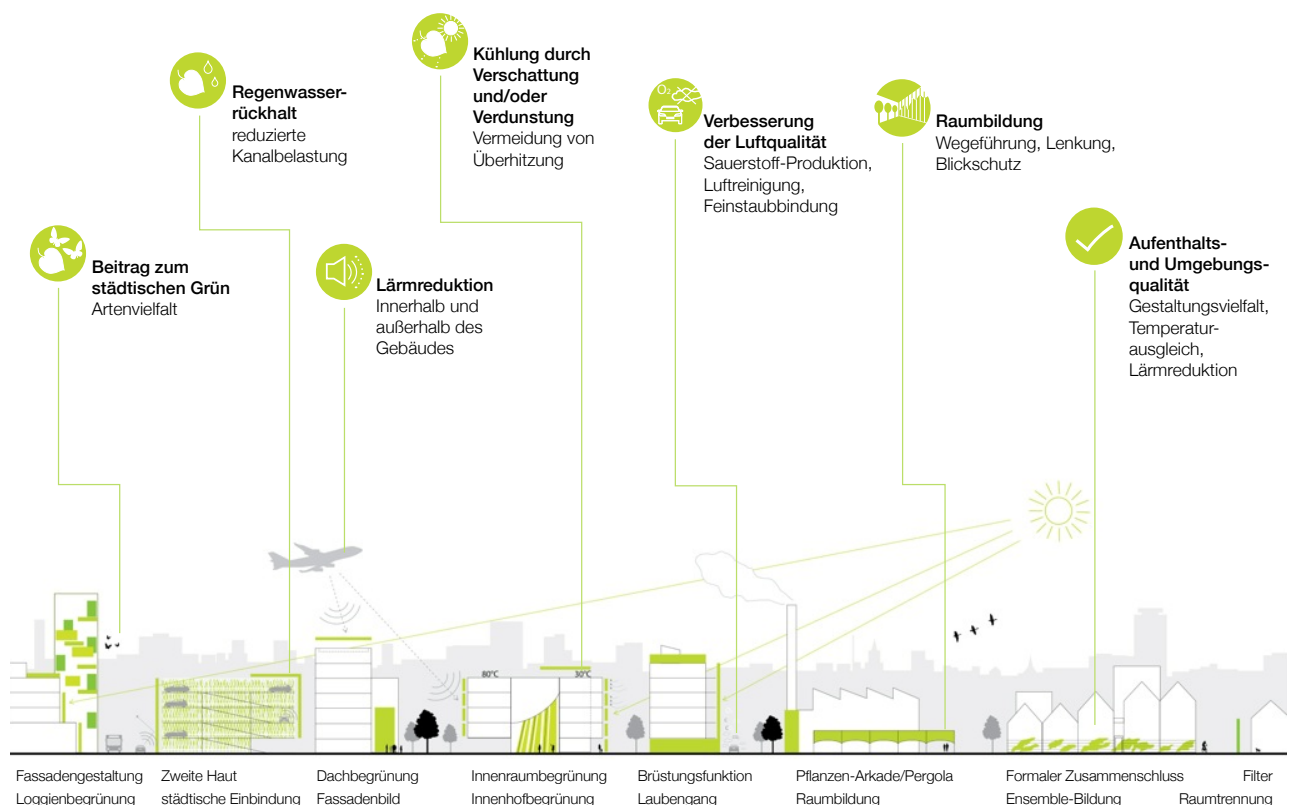 Kühlung durch
Verschattung
und/oder
Verdunstung
Vermeidung von
Überhitzung
Regenwasser-
rückhalt
reduzierte
Kanalbelastung
O₂
Verbesserung
der Luftqualität
Sauerstoff-Produktion,
Luftreinigung,
Feinstaubbindung
Raumbildung
Wegeführung, Lenkung,
Blickschutz
Beitrag zum
städtischen Grün
Artenvielfalt
Lärmreduktion
Innerhalb und
außerhalb des
Gebäudes
Aufenthalts-
und Umgebungs-
qualität
Gestaltungsvielfalt,
Temperatur-
ausgleich,
Lärmreduktion
80°C
30°C
Fassadengestaltung
Loggienbegrünung
Zweite Haut
städtische Einbindung
Dachbegrünung
Fassadenbild
Innenraumbegrünung
Innenhofbegrünung
Brüstungsfunktion
Laubengang
Pflanzen-Arkade/Pergola
Raumbildung
Formaler Zusammenschluss
Ensemble-Bildung
Filter
Raumtrennung